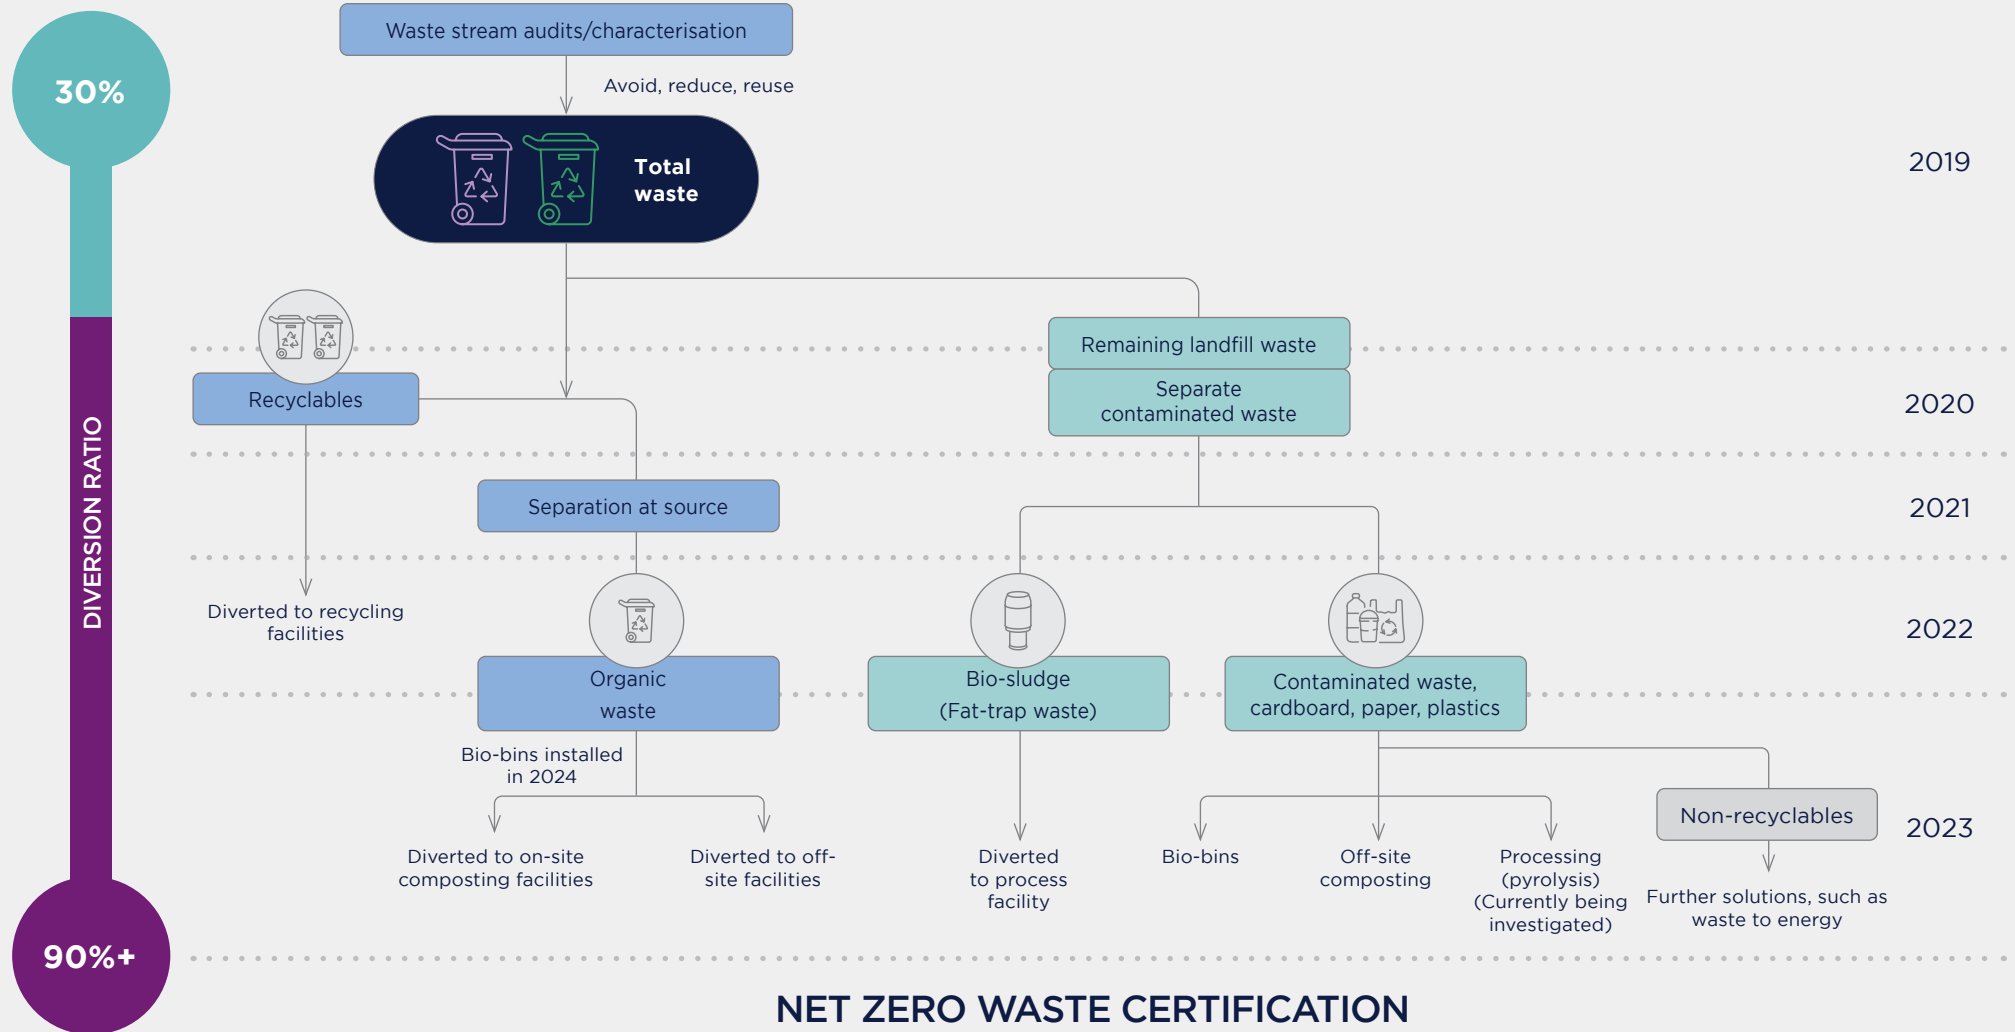 30%
Waste stream audits/characterisation
Avoid, reduce, reuse
Total
waste
2019
Remaining landfill waste
Recyclables
Separate
contaminated waste
2020
DIVERSION RATIO
Separation at source
2021
Diverted to recycling
facilities
2022
Organic
waste
Bio-sludge
(Fat-trap waste)
Contaminated waste,
cardboard, paper, plastics
Bio-bins installed
in 2024
Non-recyclables
2023
Diverted to on-site
composting facilities
Diverted to off-
site facilities
Diverted
to process
facility
Bio-bins
Off-site
composting
Processing
(pyrolysis)
(Currently being
investigated)
Further solutions, such as
waste to energy
90%+
NET ZERO WASTE CERTIFICATION